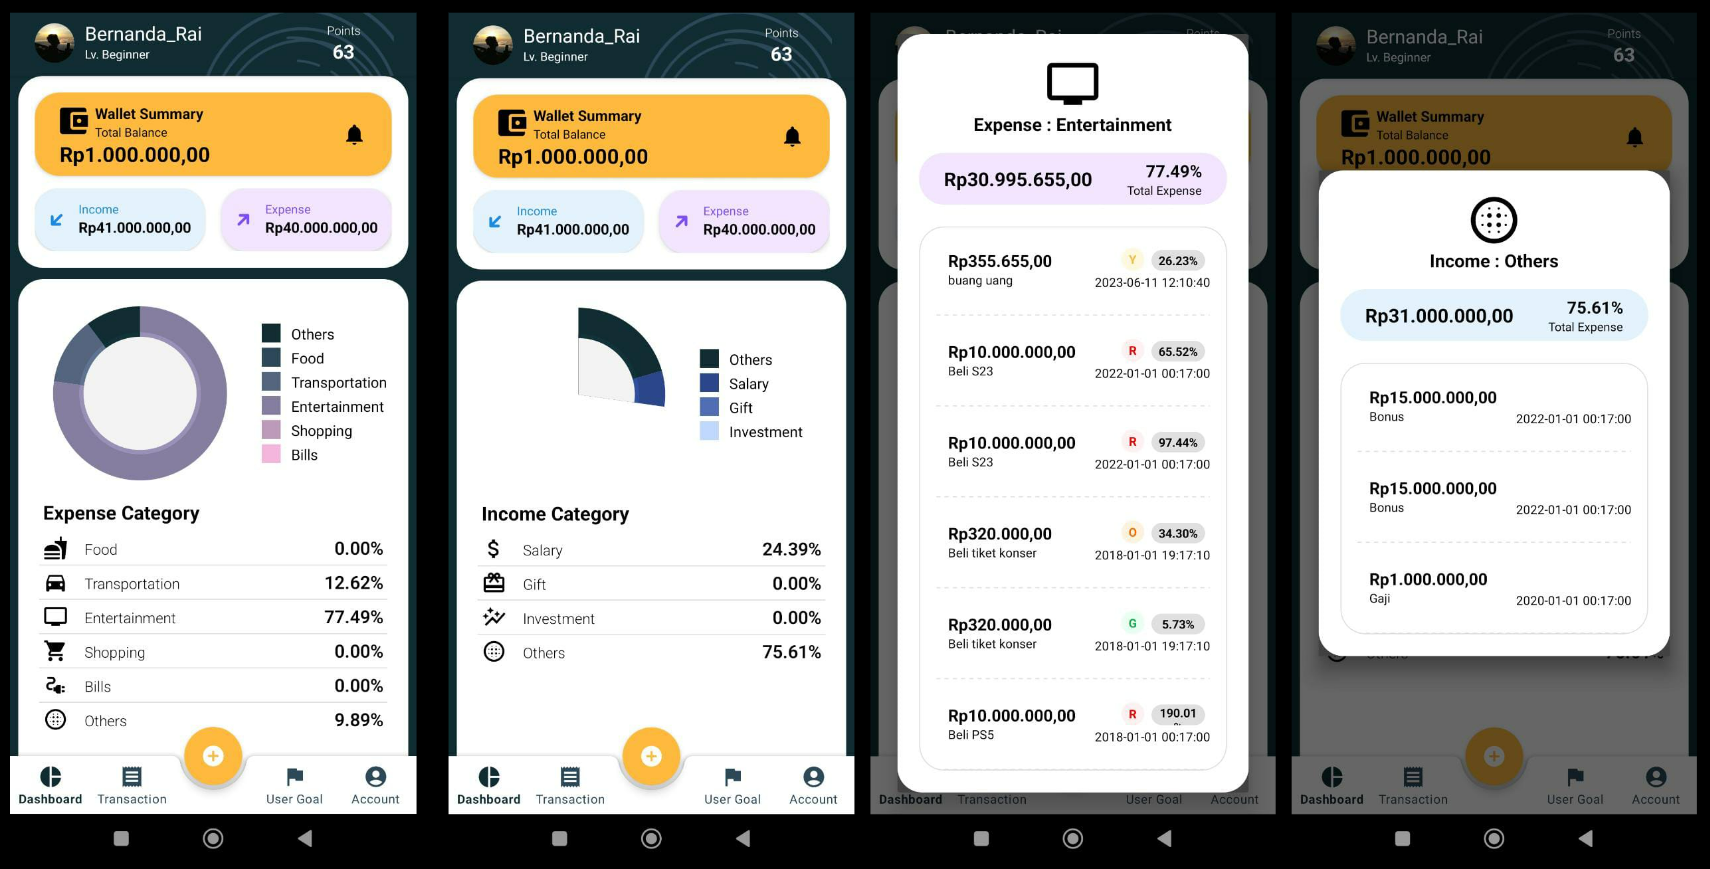 Bernanda_Rai
Lv. Beginner
Points
63
Wallet Summary
Total Balance
Rp1.000.000,00
Income
Rp41.000.000,00
Expense
Rp40.000.000,00
Others
Food
Transportation
Entertainment
Shopping
Bills
Expense Category
Food 0.00%
Transportation 12.62%
Entertainment 77.49%
Shopping 0.00%
Bills 0.00%
Others 9.89%
Dashboard Transaction User Goal Account
Bernanda_Rai
Lv. Beginner
Points
63
Wallet Summary
Total Balance
Rp1.000.000,00
Income
Rp41.000.000,00
Expense
Rp40.000.000,00
Others
Salary
Gift
Investment
Income Category
Salary 24.39%
Gift 0.00%
Investment 0.00%
Others 75.61%
Dashboard Transaction User Goal Account
Expense : Entertainment
Rp30.995.655,00
77.49%
Total Expense
Rp355.655,00 Y 26.23%
buang uang 2023-06-11 12:10:40
Rp10.000.000,00 R 65.52%
Beli S23 2022-01-01 00:17:00
Rp10.000.000,00 R 97.44%
Beli S23 2022-01-01 00:17:00
Rp320.000,00 O 34.30%
Beli tiket konser 2018-01-01 19:17:10
Rp320.000,00 G 5.73%
Beli tiket konser 2018-01-01 19:17:10
Rp10.000.000,00 R 190.01
Beli PS5 2018-01-01 00:17:00
Dashboard Transaction User Goal Account
Bernanda_Rai
Lv. Beginner
Points
63
Wallet Summary
Total Balance
Rp1.000.000,00
Income : Others
Rp31.000.000,00
75.61%
Total Expense
Rp15.000.000,00
Bonus 2022-01-01 00:17:00
Rp15.000.000,00
Bonus 2022-01-01 00:17:00
Rp1.000.000,00
Gaji 2020-01-01 00:17:00
Dashboard Transaction User Goal Account